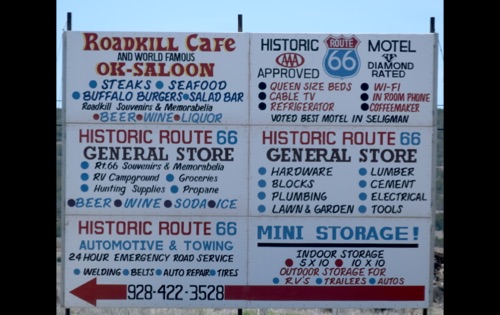 ROADKILL CAFE
AND WORLD FAMOUS
OK-SALOON
STEAKS SEAFOOD
BUFFALO BURGERS SALAD BAR
Roadkill Souvenirs & Memorabelia
BEER WINE LIQUOR
HISTORIC ROUTE 66 MOTEL
AAA APPROVED DIAMOND RATED
QUEEN SIZE BEDS WI-FI
CABLE TV IN ROOM PHONE
REFRIGERATOR COFFEEMAKER
VOTED BEST MOTEL IN SELIGMAN
HISTORIC ROUTE 66
GENERAL STORE
Rt.66 Souvenirs & Memorabelia
RV Campground Groceries
Hunting Supplies Propane
BEER WINE SODA ICE
HISTORIC ROUTE 66
GENERAL STORE
HARDWARE LUMBER
BLOCKS CEMENT
PLUMBING ELECTRICAL
LAWN & GARDEN TOOLS
HISTORIC ROUTE 66
AUTOMOTIVE & TOWING
24 HOUR EMERGENCY ROAD SERVICE
WELDING BELTS AUTO REPAIR TIRES
MINI STORAGE!
INDOOR STORAGE
5 X 10 10 X 10
OUTDOOR STORAGE FOR
RV'S TRAILERS AUTOS
928-422-3528